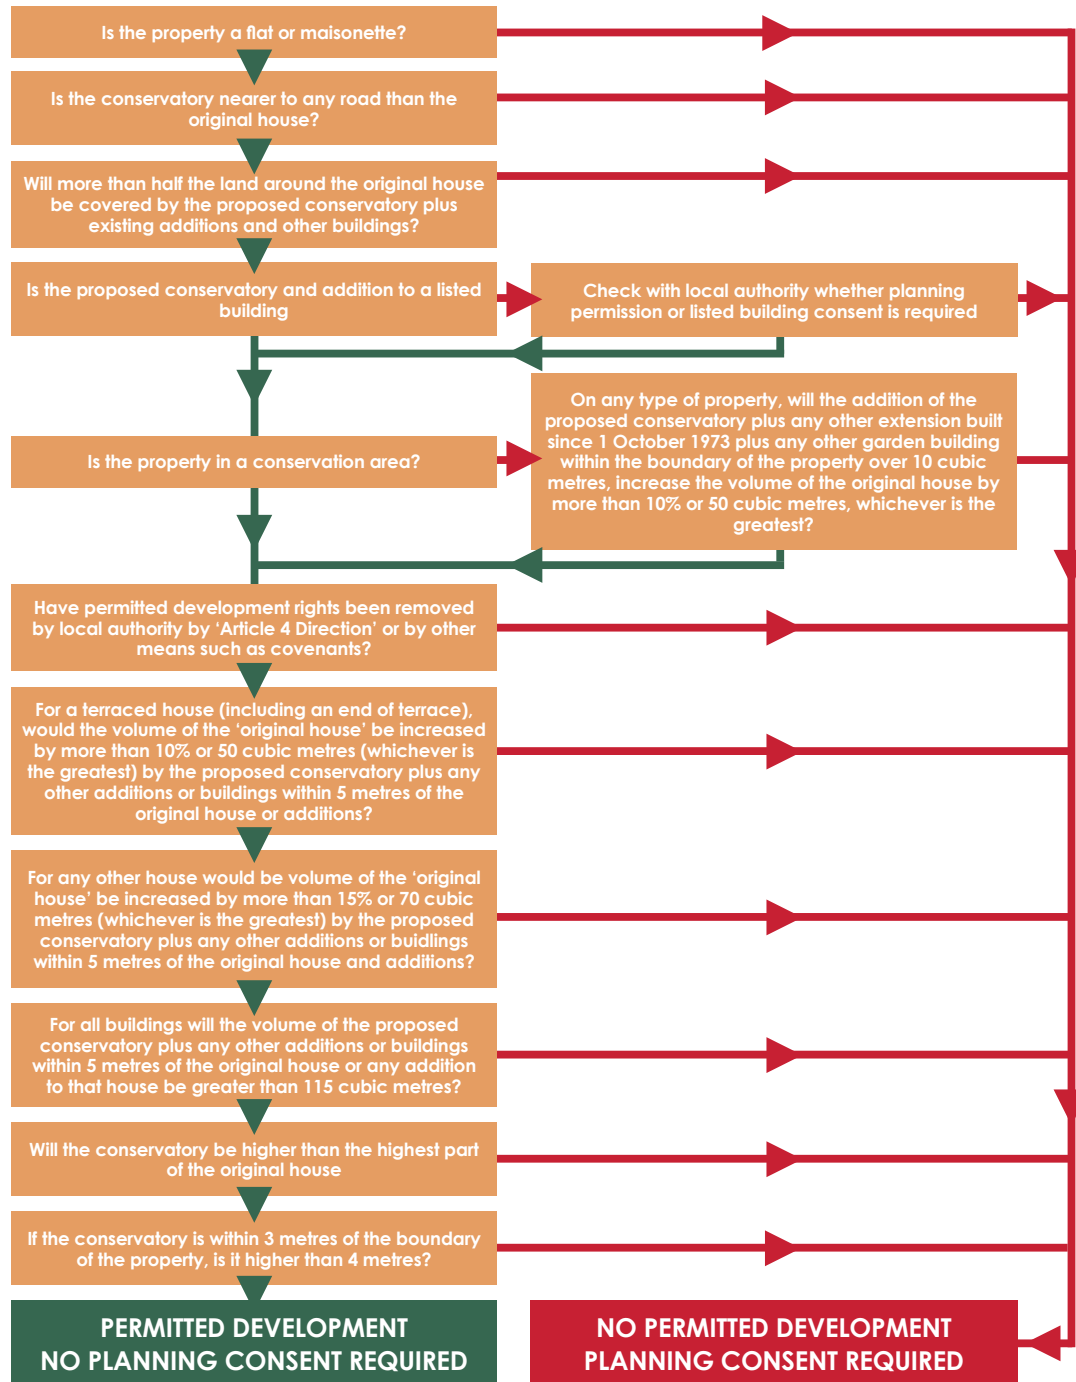 Is the property a flat or maisonette?
Is the conservatory nearer to any road than the
original house?
Will more than half the land around the original house
be covered by the proposed conservatory plus
existing additions and other buildings?
Is the proposed conservatory and addition to a listed
building
Check with local authority whether planning
permission or listed building consent is required
Is the property in a conservation area?
On any type of property, will the addition of the
proposed conservatory plus any other extension built
since 1 October 1973 plus any other garden building
within the boundary of the property over 10 cubic
metres, increase the volume of the original house by
more than 10% or 50 cubic metres, whichever is the
greatest?
Have permitted development rights been removed
by local authority by ‘Article 4 Direction’ or by other
means such as covenants?
For a terraced house (including an end of terrace),
would the volume of the ‘original house’ be increased
by more than 10% or 50 cubic metres (whichever is
the greatest) by the proposed conservatory plus any
other additions or buildings within 5 metres of the
original house or additions?
For any other house would be volume of the ‘original
house’ be increased by more than 15% or 70 cubic
metres (whichever is the greatest) by the proposed
conservatory plus any other additions or buidlings
within 5 metres of the original house and additions?
For all buildings will the volume of the proposed
conservatory plus any other additions or buildings
within 5 metres of the original house or any addition
to that house be greater than 115 cubic metres?
Will the conservatory be higher than the highest part
of the original house
If the conservatory is within 3 metres of the boundary
of the property, is it higher than 4 metres?
PERMITTED DEVELOPMENT
NO PLANNING CONSENT REQUIRED
NO PERMITTED DEVELOPMENT
PLANNING CONSENT REQUIRED